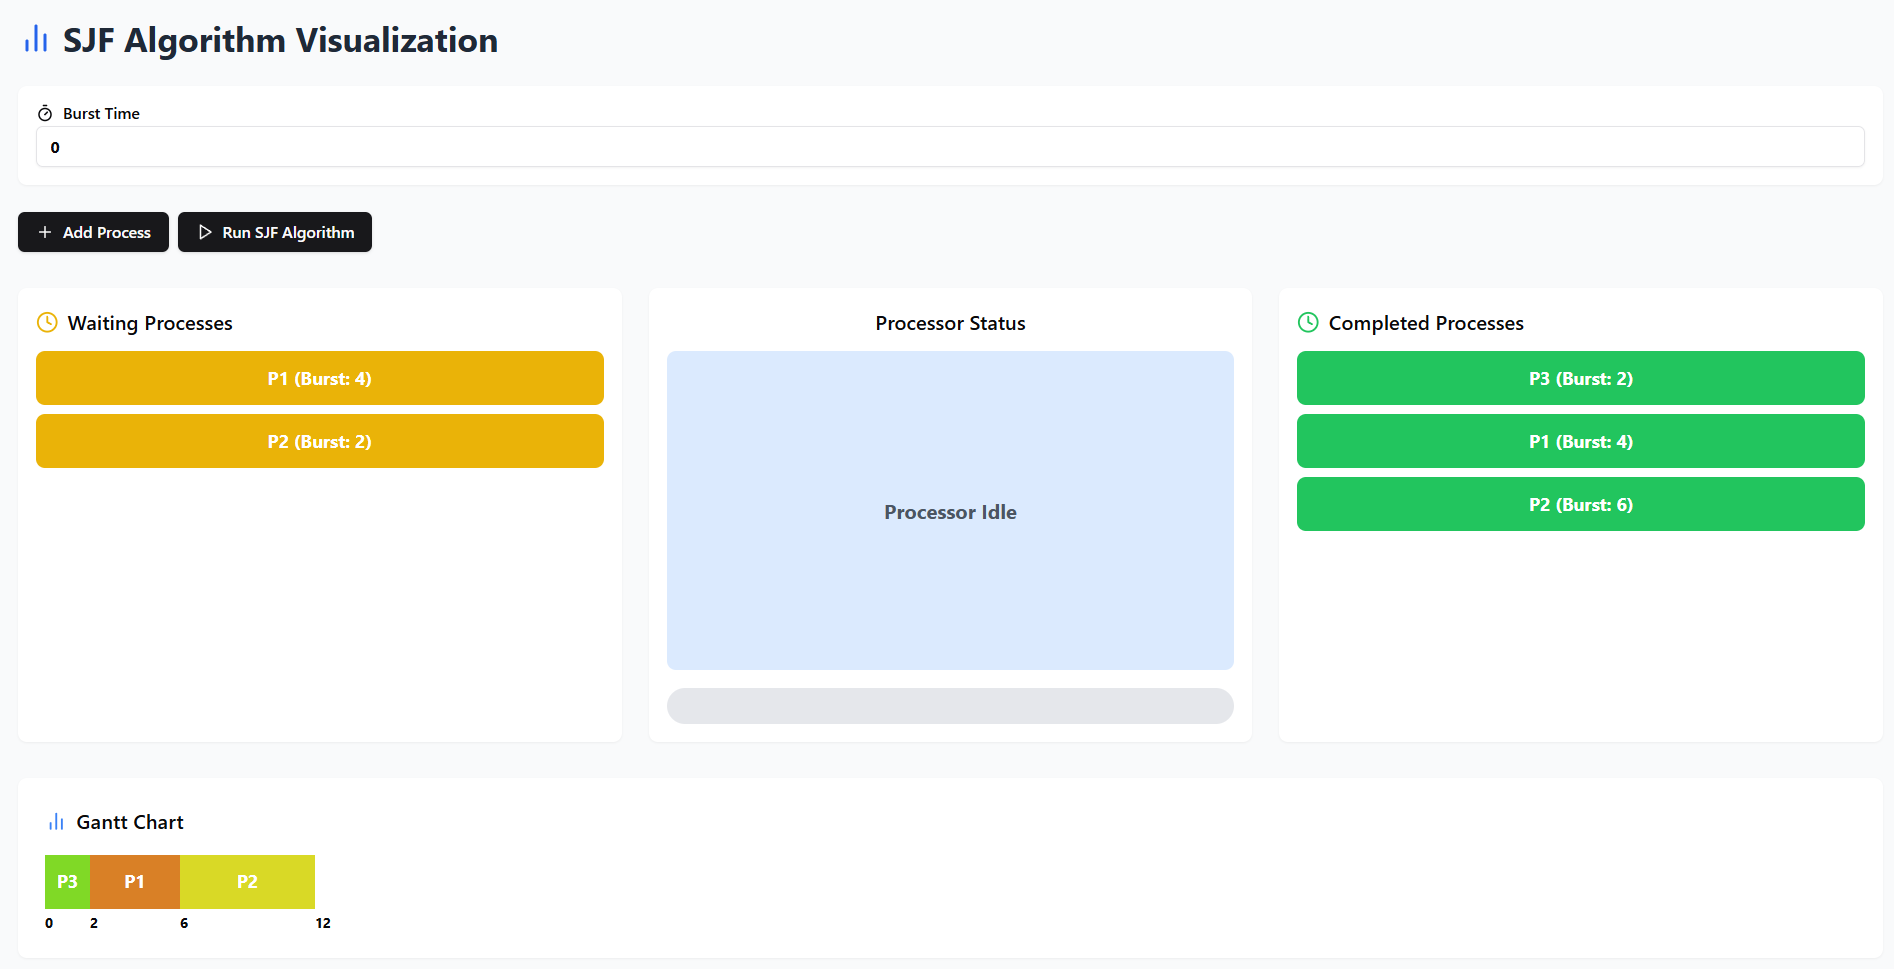 SJF Algorithm Visualization
Burst Time
0
Add Process
Run SJF Algorithm
Waiting Processes
P1 (Burst: 4)
P2 (Burst: 2)
Processor Status
Processor Idle
Completed Processes
P3 (Burst: 2)
P1 (Burst: 4)
P2 (Burst: 6)
Gantt Chart
P3 P1 P2
0 2 6 12